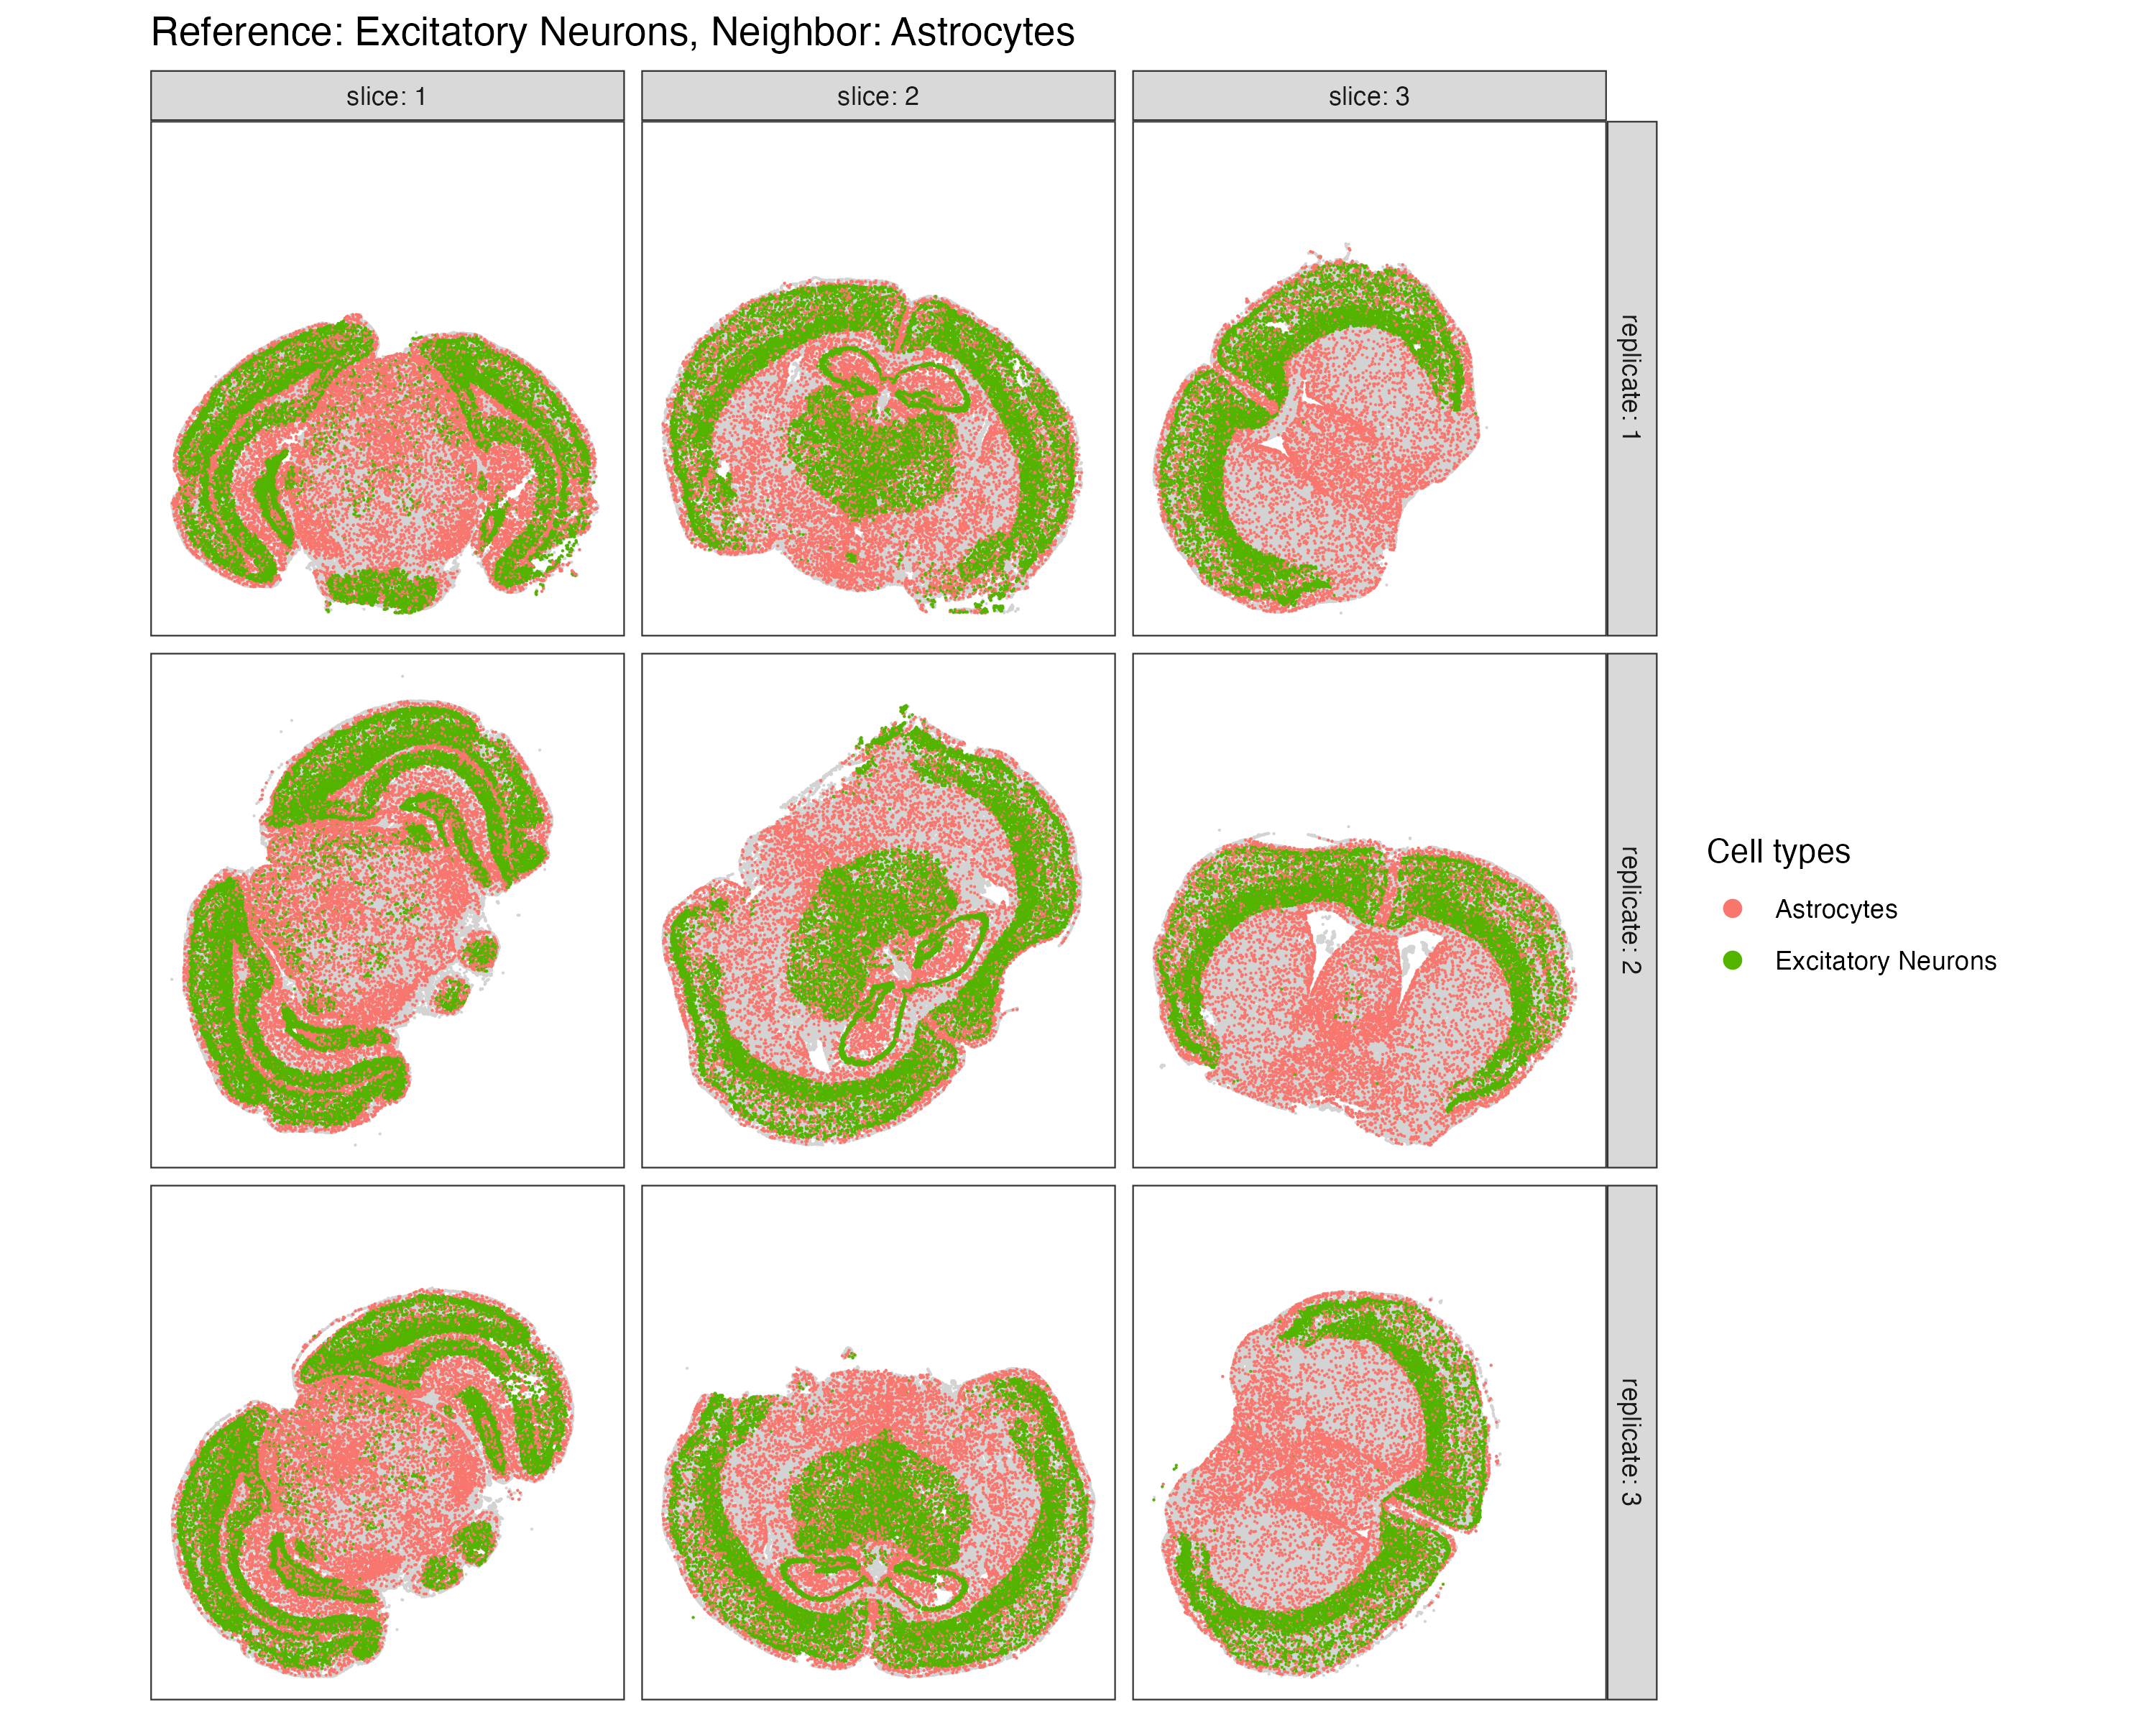 Reference: Excitatory Neurons, Neighbor: Astrocytes
slice: 1
slice: 2
slice: 3
replicate: 1
replicate: 2
replicate: 3
Cell types
Astrocytes
Excitatory Neurons